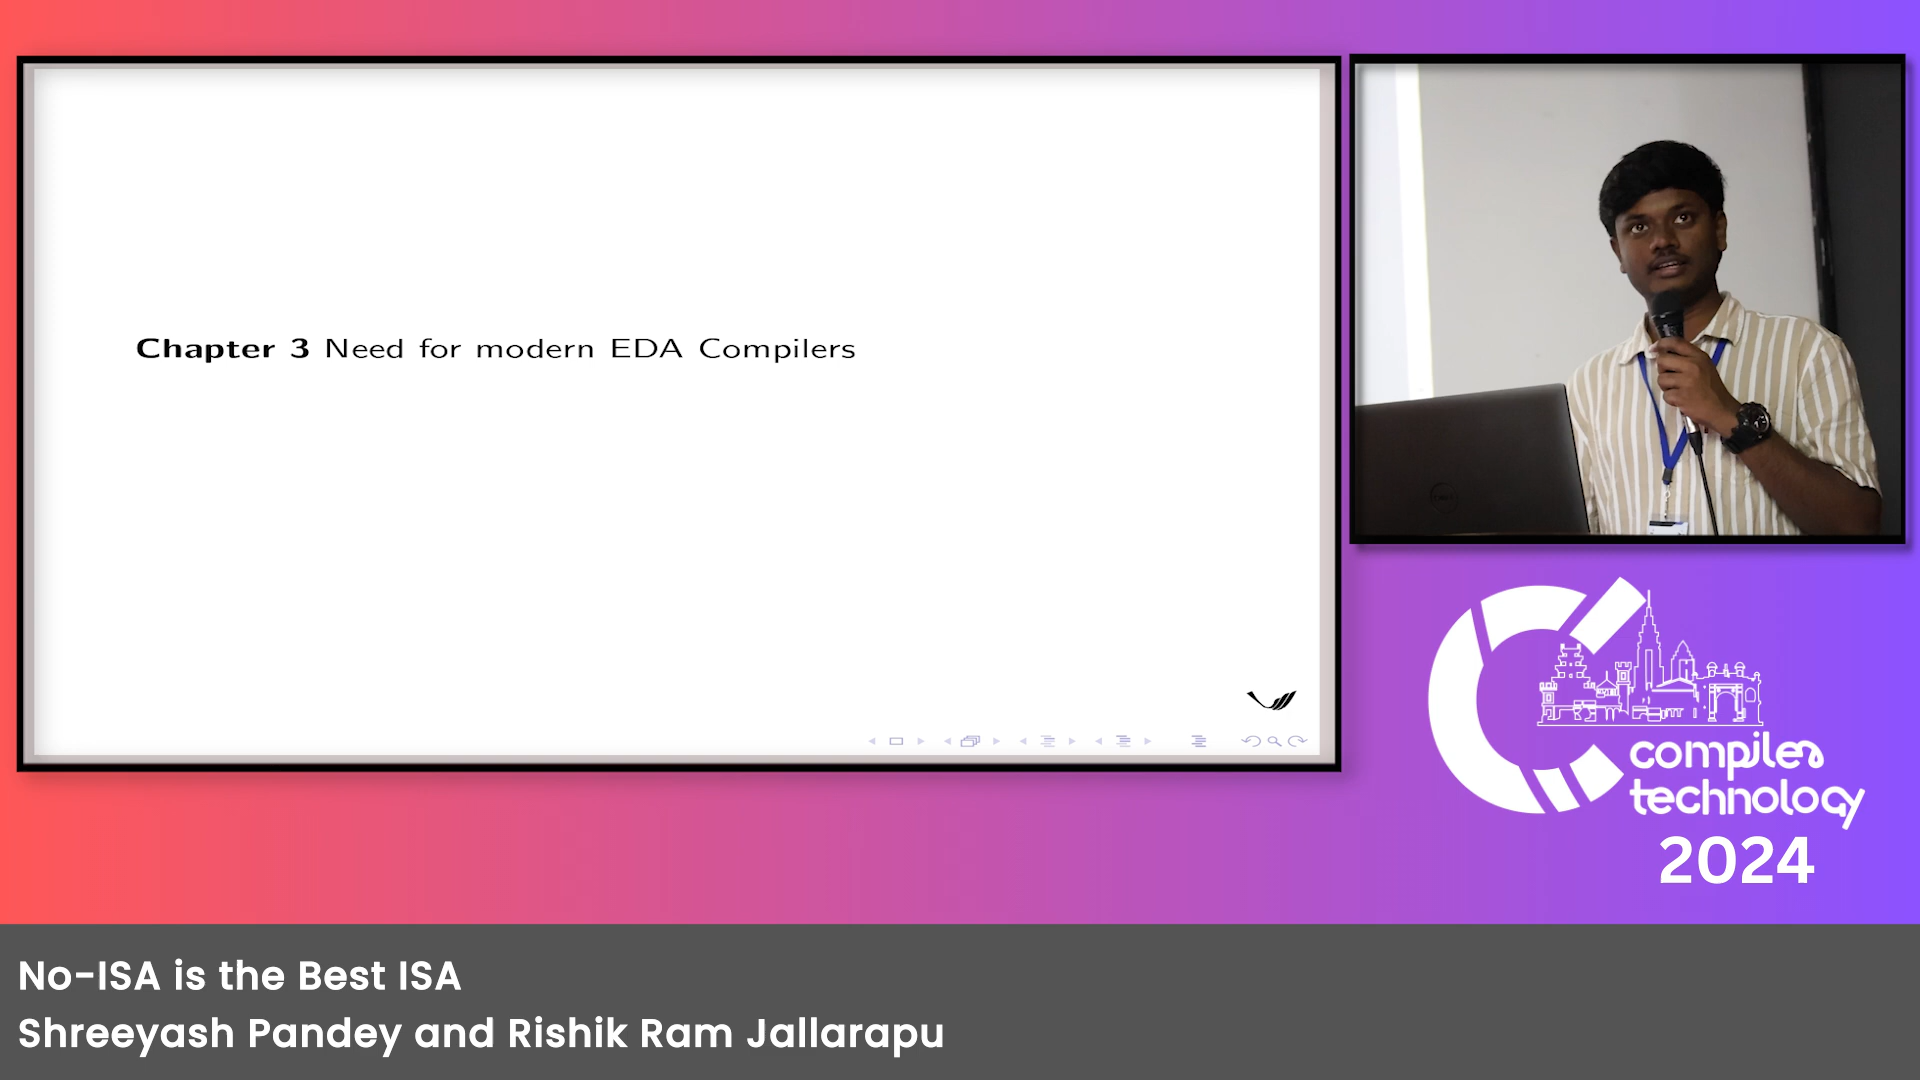 Chapter 3 Need for modern EDA Compilers
compiler
technology
2024
No-ISA is the Best ISA
Shreeyash Pandey and Rishik Ram Jallarapu